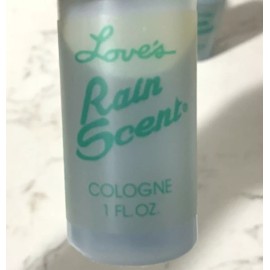 Love's
Rain
Scent®
COLOGNE
1 FL. OZ.